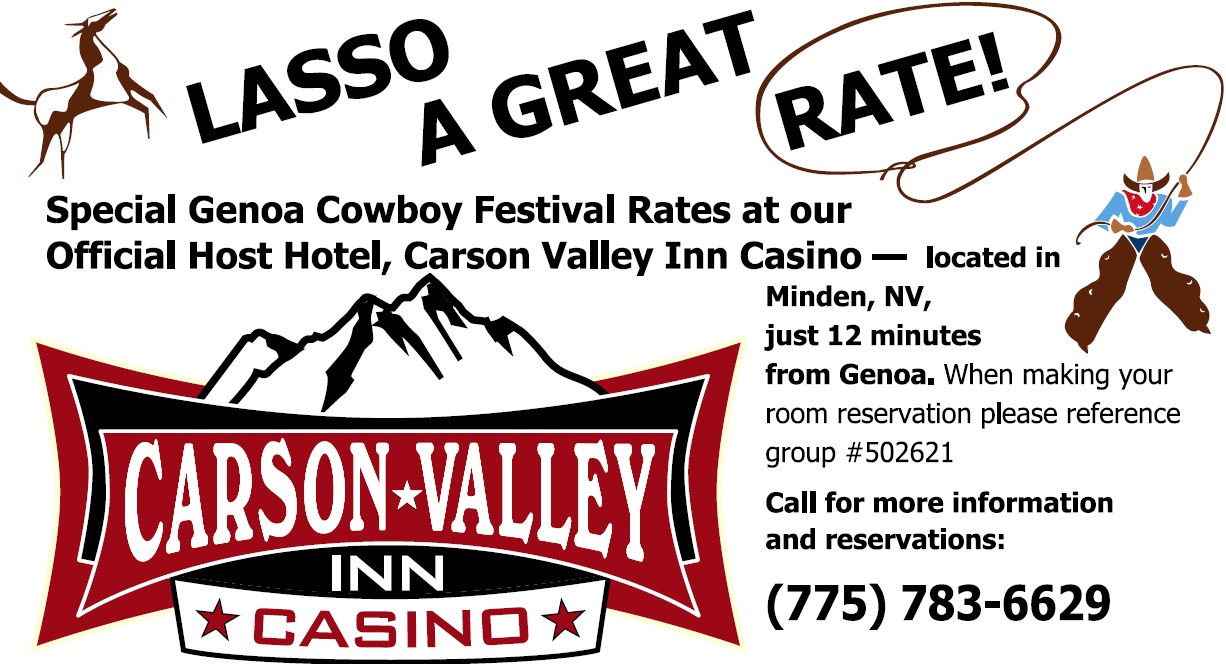 LASSO
A GREAT
RATE!
Special Genoa Cowboy Festival Rates at our
Official Host Hotel, Carson Valley Inn Casino — located in
Minden, NV,
just 12 minutes
from Genoa. When making your
room reservation please reference
group #502621
Call for more information
and reservations:
(775) 783-6629
CARSON VALLEY
INN
CASINO